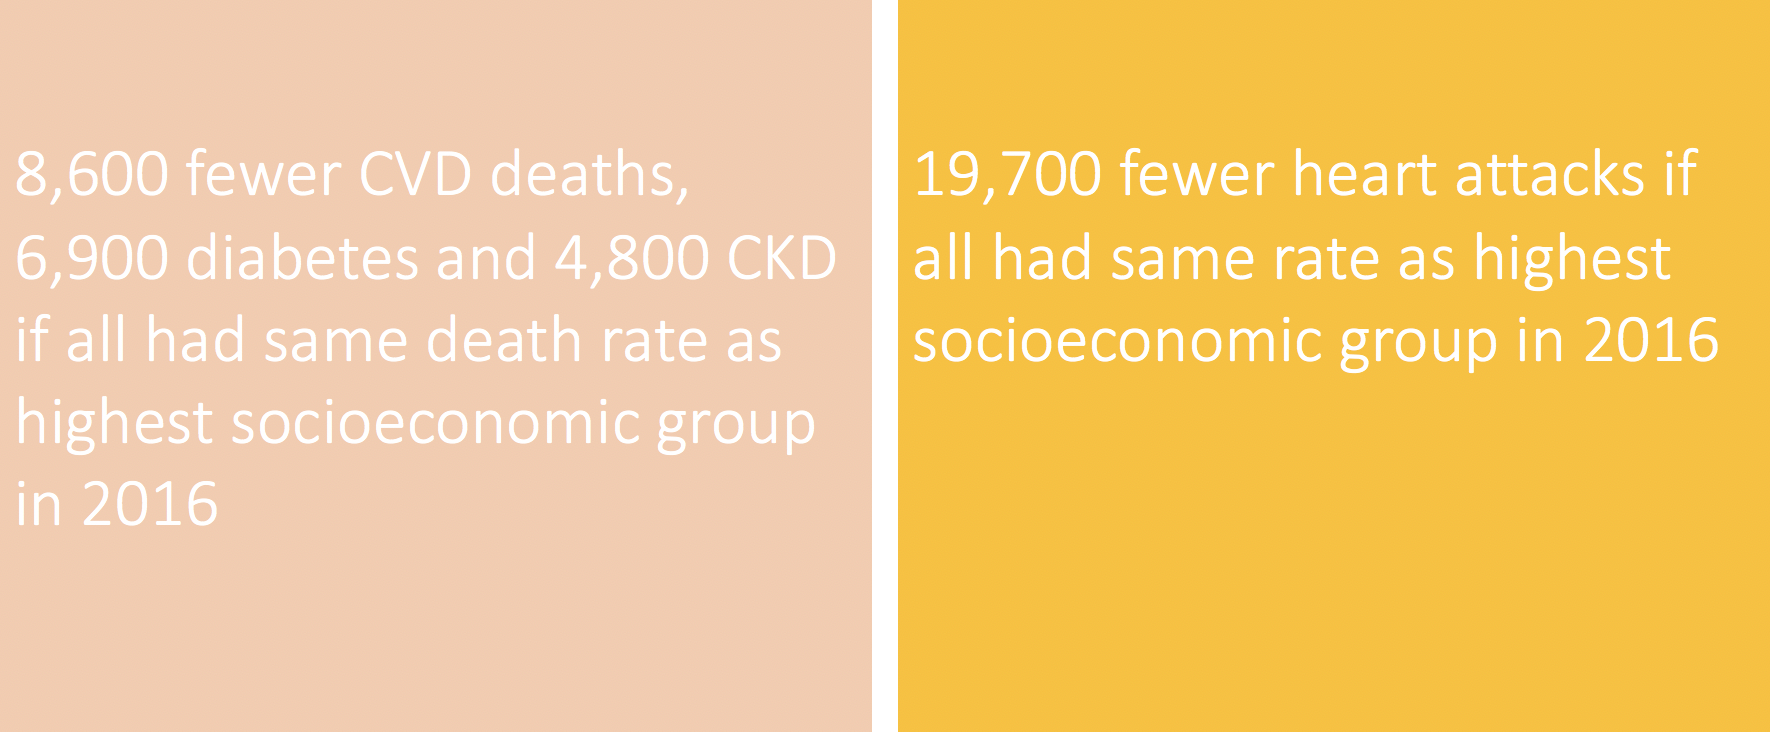 8,600 fewer CVD deaths,
6,900 diabetes and 4,800 CKD
if all had same death rate as
highest socioeconomic group
in 2016
19,700 fewer heart attacks if
all had same rate as highest
socioeconomic group in 2016